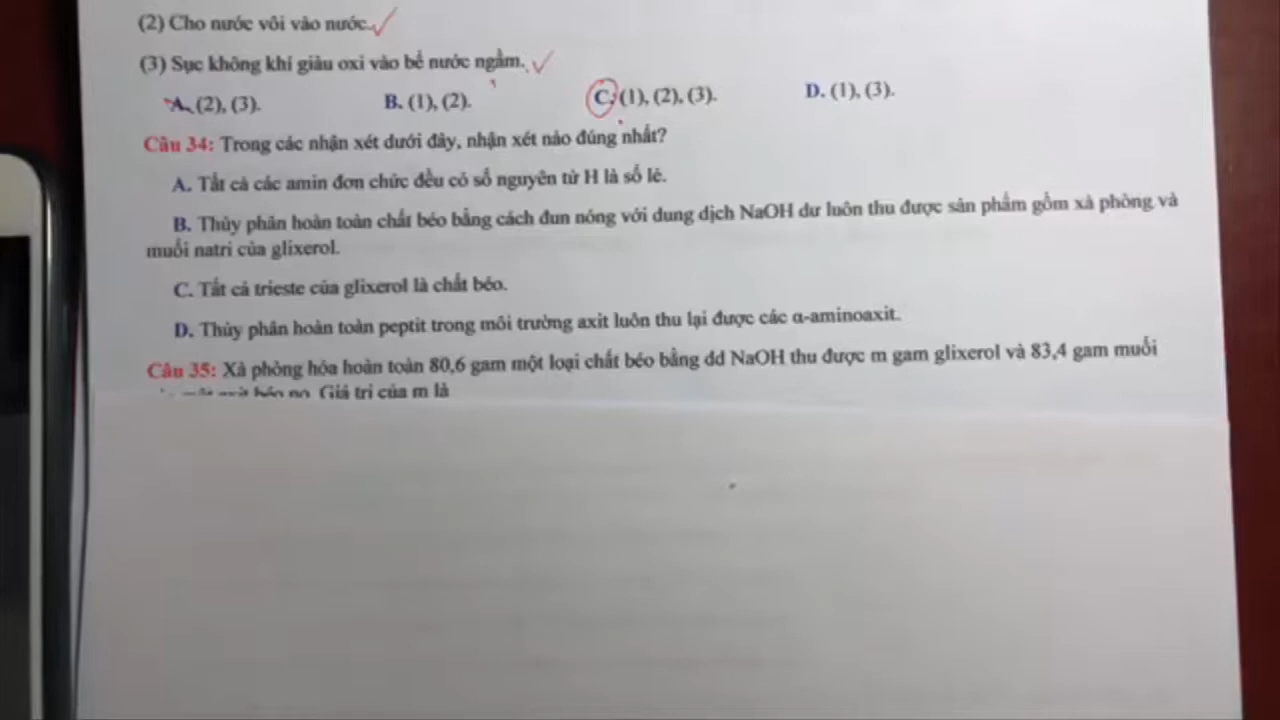 (2) Cho nước vôi vào nước.
(3) Sục không khí giàu oxi vào bể nước ngầm.
A. (2), (3). B. (1), (2). C. (1), (2), (3). D. (1), (3).
Câu 34: Trong các nhận xét dưới đây, nhận xét nào đúng nhất?
A. Tất cả các amin đơn chức đều có số nguyên tử H là số lẻ.
B. Thủy phân hoàn toàn chất béo bằng cách đun nóng với dung dịch NaOH dư luôn thu được sản phẩm gồm xà phòng và
muối natri của glixerol.
C. Tất cả trieste của glixerol là chất béo.
D. Thủy phân hoàn toàn peptit trong môi trường axit luôn thu lại được các α-aminoaxit.
Câu 35: Xà phòng hóa hoàn toàn 80,6 gam một loại chất béo bằng dd NaOH thu được m gam glixerol và 83,4 gam muối
béo no. Giá trị của m là